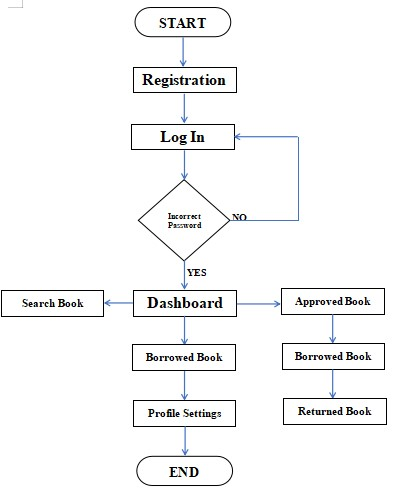 START
Registration
Log In
Incorrect
Password
NO
YES
Search Book
Dashboard
Approved Book
Borrowed Book
Borrowed Book
Profile Settings
Returned Book
END